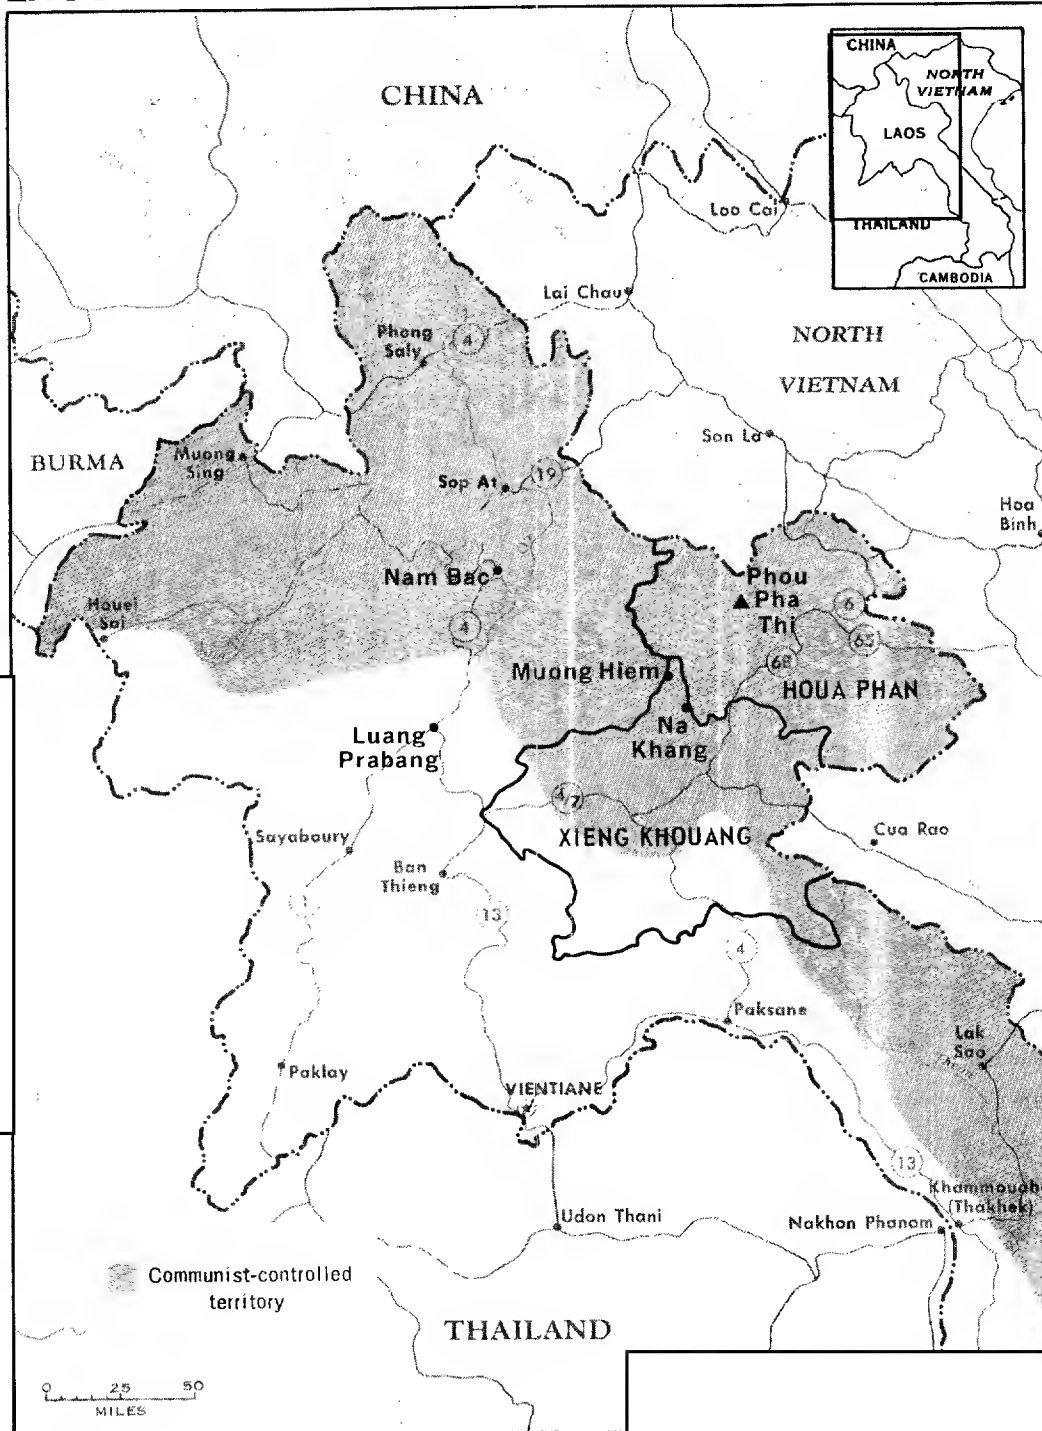 CHINA
Lao Cai
Lai Chau
NORTH
VIETNAM
Phong
Saly
4
BURMA
Muong
Sing
Son La
Sop At
19
Hoa
Binh
Nam Bac
Phou
Pha
Thi
Houei
Sai
4
6
65
68
Muong Hiem
HOUA PHAN
Na
Khang
Luang
Prabang
4/7
XIENG KHOUANG
Cua Rao
Sayaboury
Ban
Thieng
13
4
Paksane
Lak
Sao
Paklay
VIENTIANE
13
Khammouane
(Thakhek)
Udon Thani
Nakhon Phanom
Communist-controlled
territory
THAILAND
0 25 50
MILES
CHINA
NORTH
VIETNAM
LAOS
THAILAND
CAMBODIA